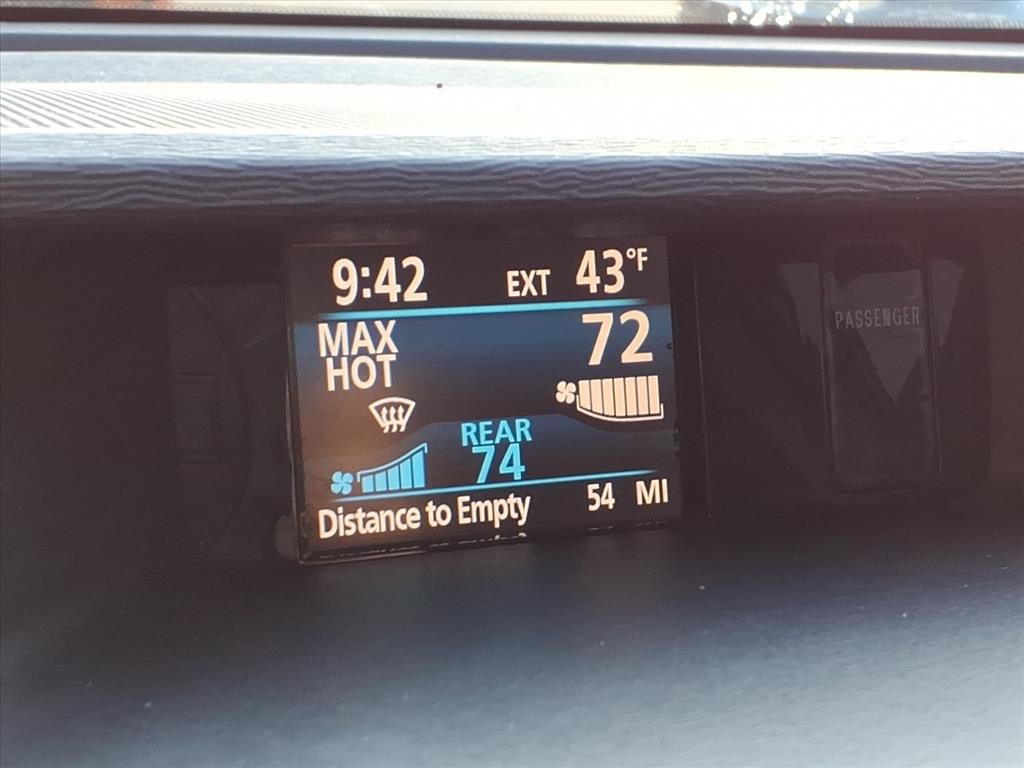 9:42 EXT 43°F
MAX 72
HOT
REAR
74
Distance to Empty 54 MI
PASSENGER